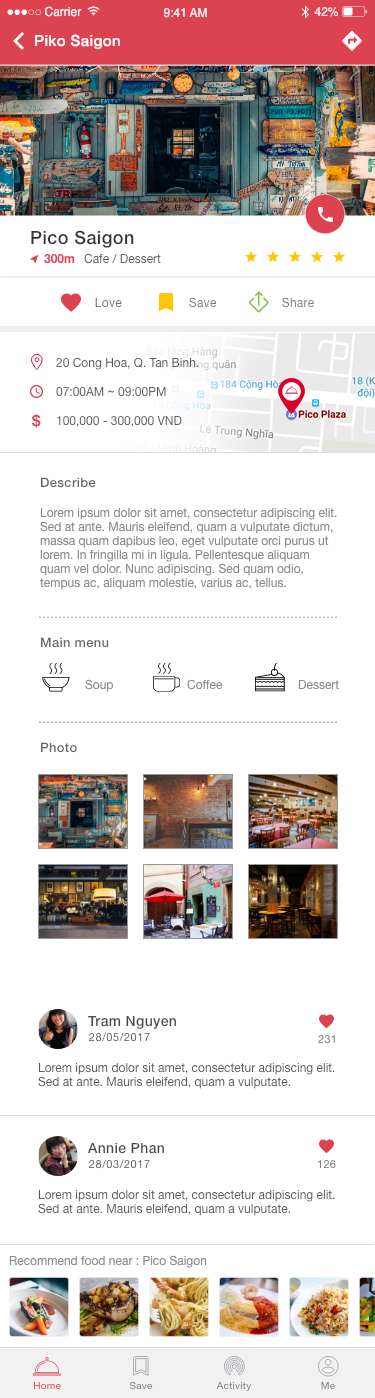 Carrier 9:41 AM 42%
Piko Saigon
Pico Saigon
300m Cafe / Dessert
Love Save Share
20 Cong Hoa, Q. Tan Binh.
07:00AM ~ 09:00PM
$ 100,000 - 300,000 VND
184 Cộng Hò
Cộng Hòa
Lê Trung Nghĩa
18 (K
đội)
Pico Plaza
Describe
Lorem ipsum dolor sit amet, consectetur adipiscing elit.
Sed at ante. Mauris eleifend, quam a vulputate dictum,
massa quam dapibus leo, eget vulputate orci purus ut
lorem. In fringilla mi in ligula. Pellentesque aliquam
quam vel dolor. Nunc adipiscing. Sed quam odio,
tempus ac, aliquam molestie, varius ac, tellus.
Main menu
Soup Coffee Dessert
Photo
Tram Nguyen
28/05/2017
231
Lorem ipsum dolor sit amet, consectetur adipiscing elit.
Sed at ante. Mauris eleifend, quam a vulputate.
Annie Phan
28/03/2017
126
Lorem ipsum dolor sit amet, consectetur adipiscing elit.
Sed at ante. Mauris eleifend, quam a vulputate.
Recommend food near : Pico Saigon
Home Save Activity Me